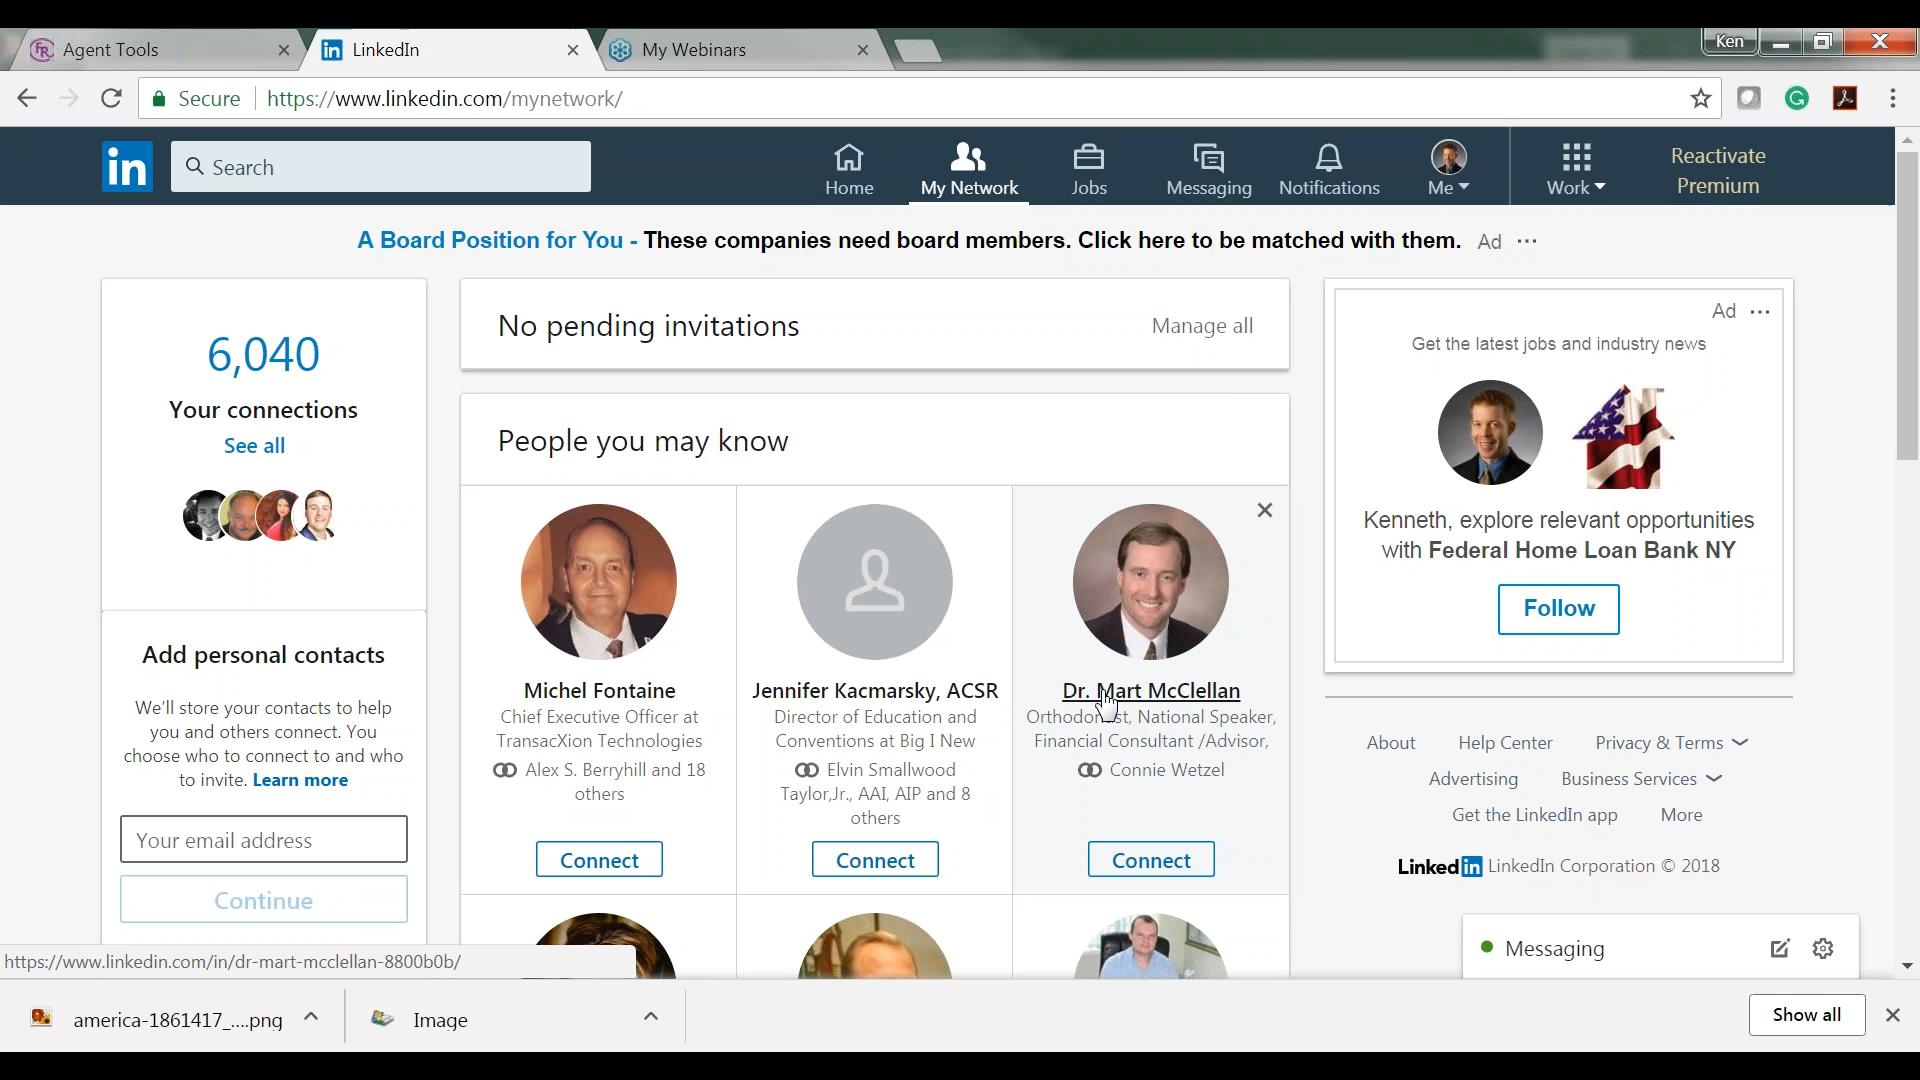 Agent Tools
LinkedIn
My Webinars
Ken
Secure
https://www.linkedin.com/mynetwork/
in
Search
Home
My Network
Jobs
Messaging
Notifications
Me
Work
Reactivate
Premium
A Board Position for You - These companies need board members. Click here to be matched with them. Ad
6,040
Your connections
See all
Add personal contacts
We'll store your contacts to help
you and others connect. You
choose who to connect to and who
to invite. Learn more
Your email address
Continue
No pending invitations
Manage all
People you may know
Michel Fontaine
Chief Executive Officer at
TransacXion Technologies
Alex S. Berryhill and 18
others
Connect
Jennifer Kacmarsky, ACSR
Director of Education and
Conventions at Big I New
Elvin Smallwood
Taylor,Jr., AAI, AIP and 8
others
Connect
Dr. Mart McClellan
Orthodontist, National Speaker,
Financial Consultant /Advisor,
Connie Wetzel
Connect
Ad
Get the latest jobs and industry news
Kenneth, explore relevant opportunities
with Federal Home Loan Bank NY
Follow
About Help Center Privacy & Terms
Advertising Business Services
Get the LinkedIn app More
LinkedIn LinkedIn Corporation © 2018
Messaging
https://www.linkedin.com/in/dr-mart-mcclellan-8800b0b/
america-1861417_....png
Image
Show all